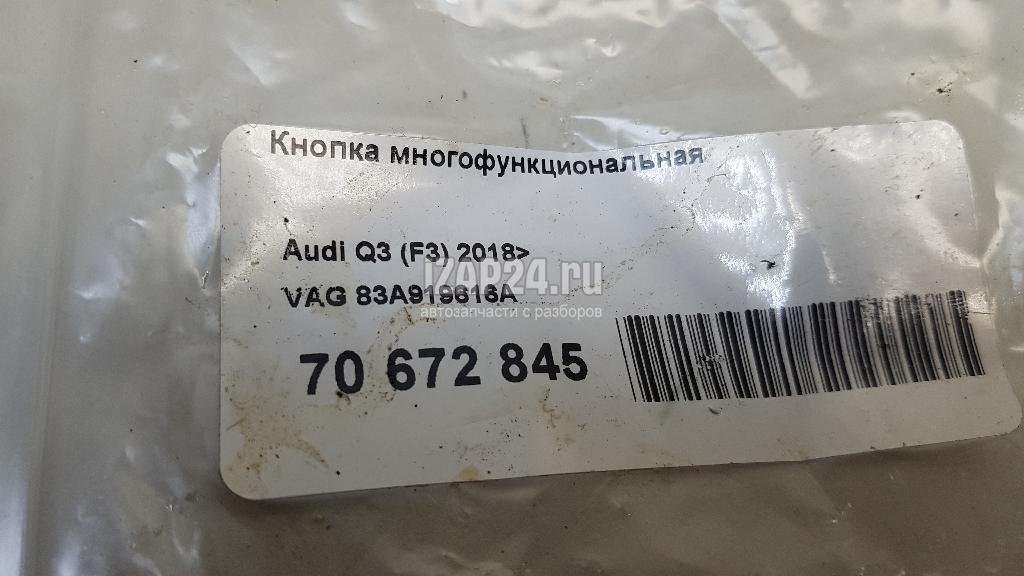 Кнопка многофункциональная
Audi Q3 (F3) 2018>
IZAP24.ru
VAG 83A919616A
автозапчасти с разборов
70 672 845